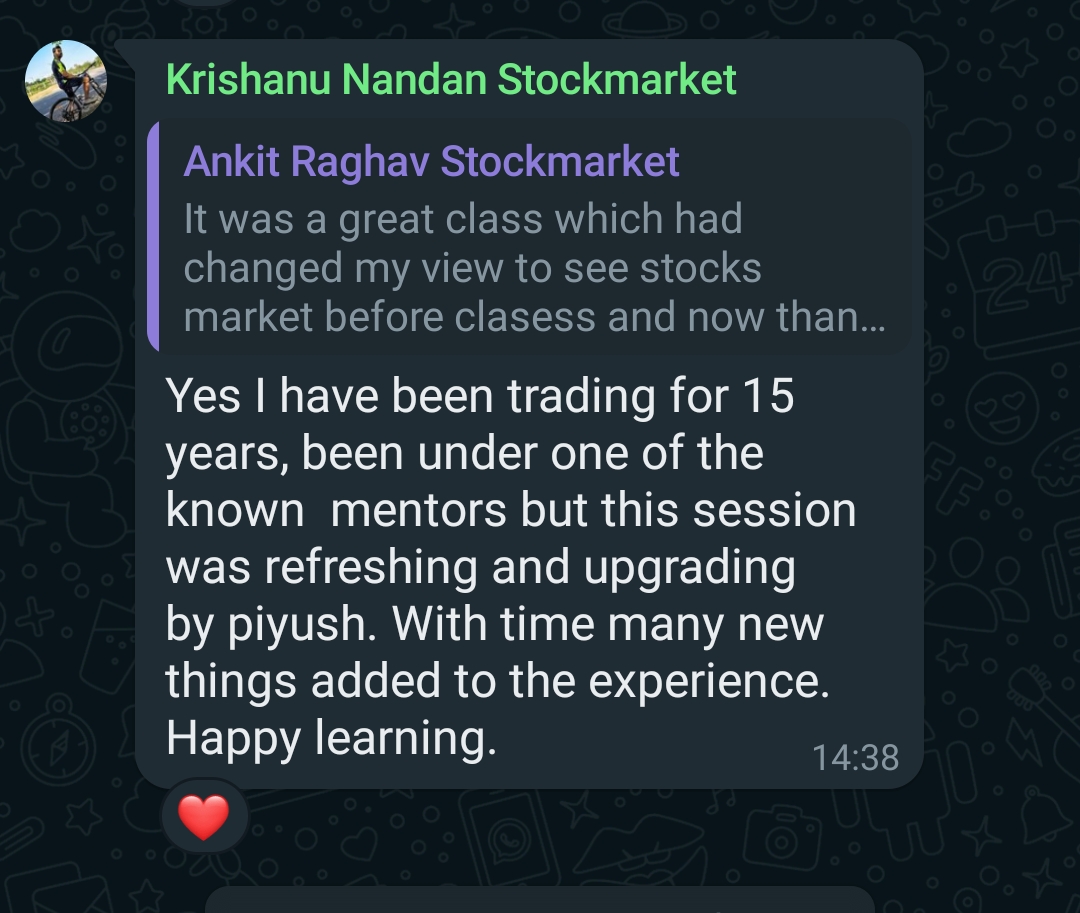 Krishanu Nandan Stockmarket
Ankit Raghav Stockmarket
It was a great class which had
changed my view to see stocks
market before clasess and now than...
Yes I have been trading for 15
years, been under one of the
known  mentors but this session
was refreshing and upgrading
by piyush. With time many new
things added to the experience.
Happy learning.
14:38